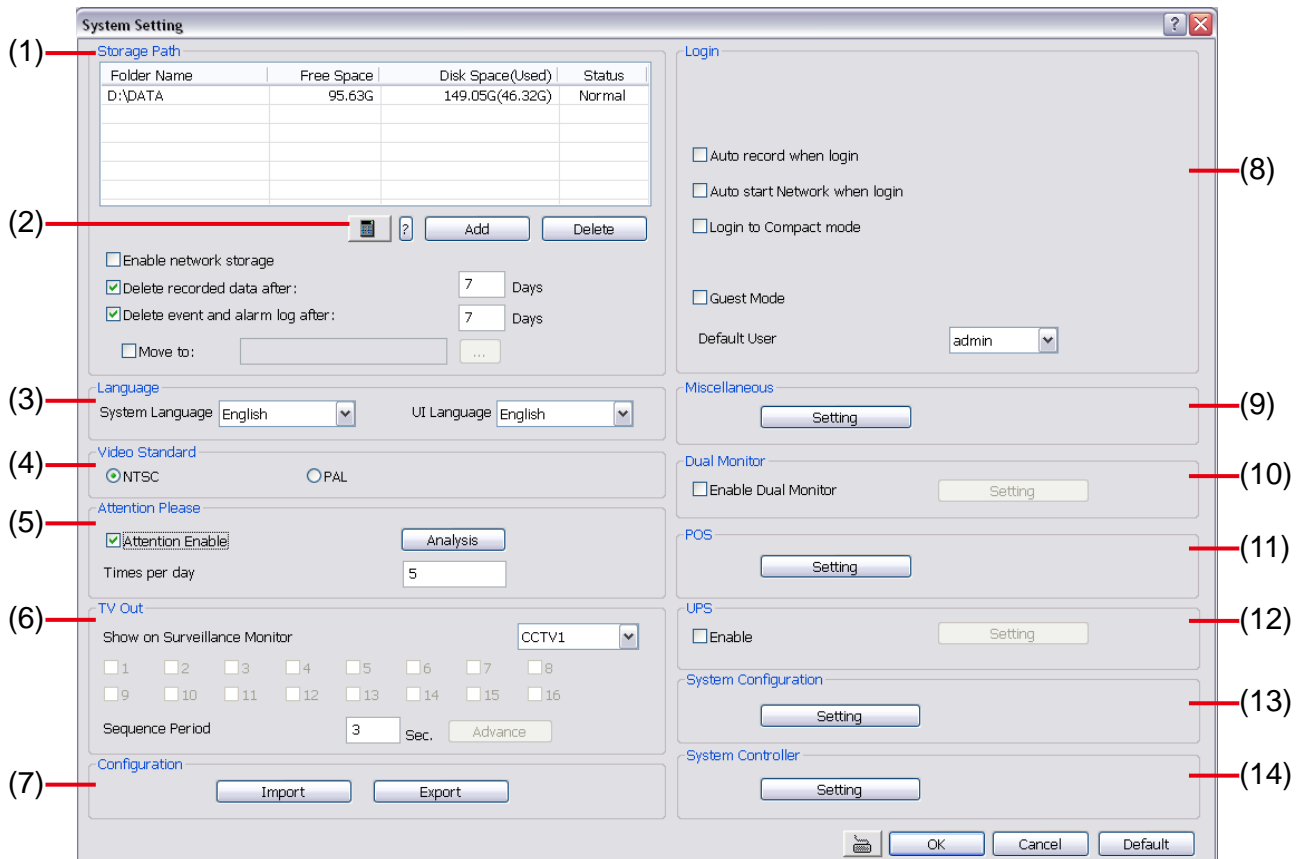 System Setting
?
(1)
Storage Path
Folder Name Free Space Disk Space(Used) Status
D:\DATA 95.63G 149.05G(46.32G) Normal
(2)
? Add Delete
Enable network storage
Delete recorded data after: 7 Days
Delete event and alarm log after: 7 Days
Move to: ...
(3)
Language
System Language English UI Language English
(4)
Video Standard
NTSC PAL
(5)
Attention Please
Attention Enable Analysis
Times per day 5
(6)
TV Out
Show on Surveillance Monitor CCTV1
1 2 3 4 5 6 7 8
9 10 11 12 13 14 15 16
Sequence Period 3 Sec. Advance
(7)
Configuration
Import Export
Login
Auto record when login
(8)
Auto start Network when login
Login to Compact mode
Guest Mode
Default User admin
Miscellaneous
Setting
(9)
Dual Monitor
Enable Dual Monitor Setting
(10)
POS
Setting
(11)
UPS
Enable Setting
(12)
System Configuration
Setting
(13)
System Controller
Setting
(14)
OK Cancel Default